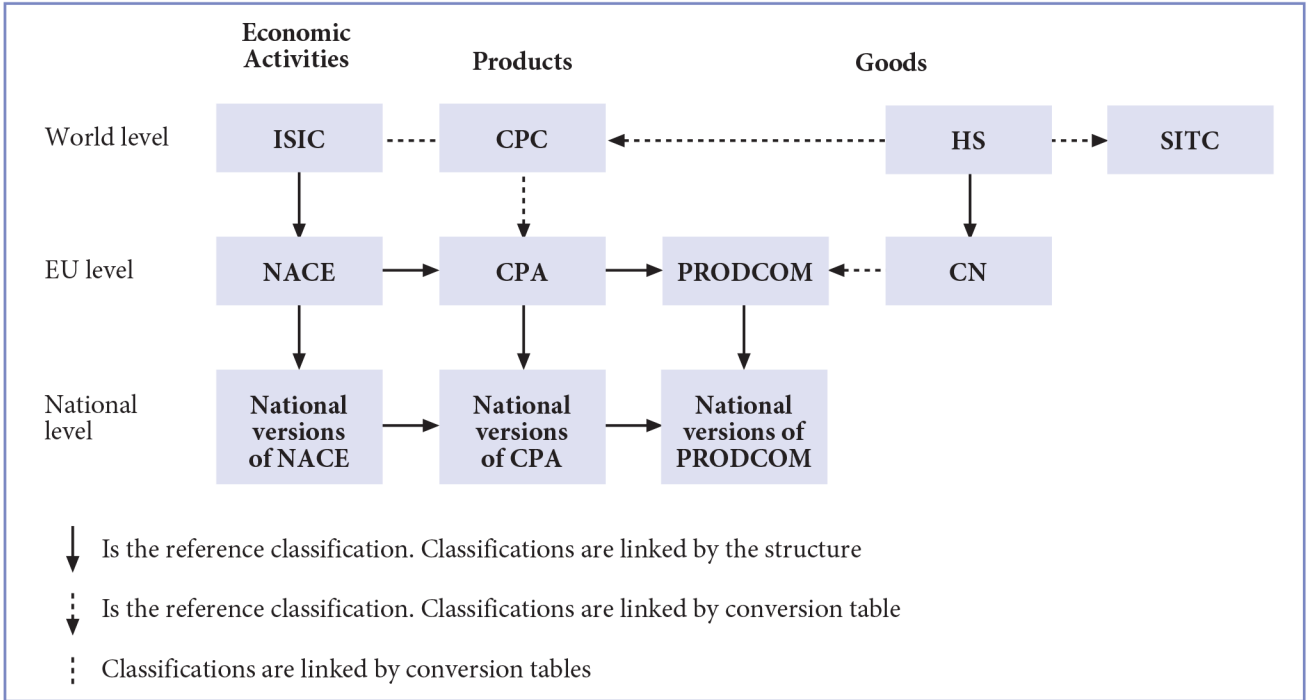 Economic
Activities
Products
Goods
World level
ISIC
CPC
HS
SITC
EU level
NACE
CPA
PRODCOM
CN
National
level
National
versions
of NACE
National
versions
of CPA
National
versions of
PRODCOM
Is the reference classification. Classifications are linked by the structure
Is the reference classification. Classifications are linked by conversion table
Classifications are linked by conversion tables